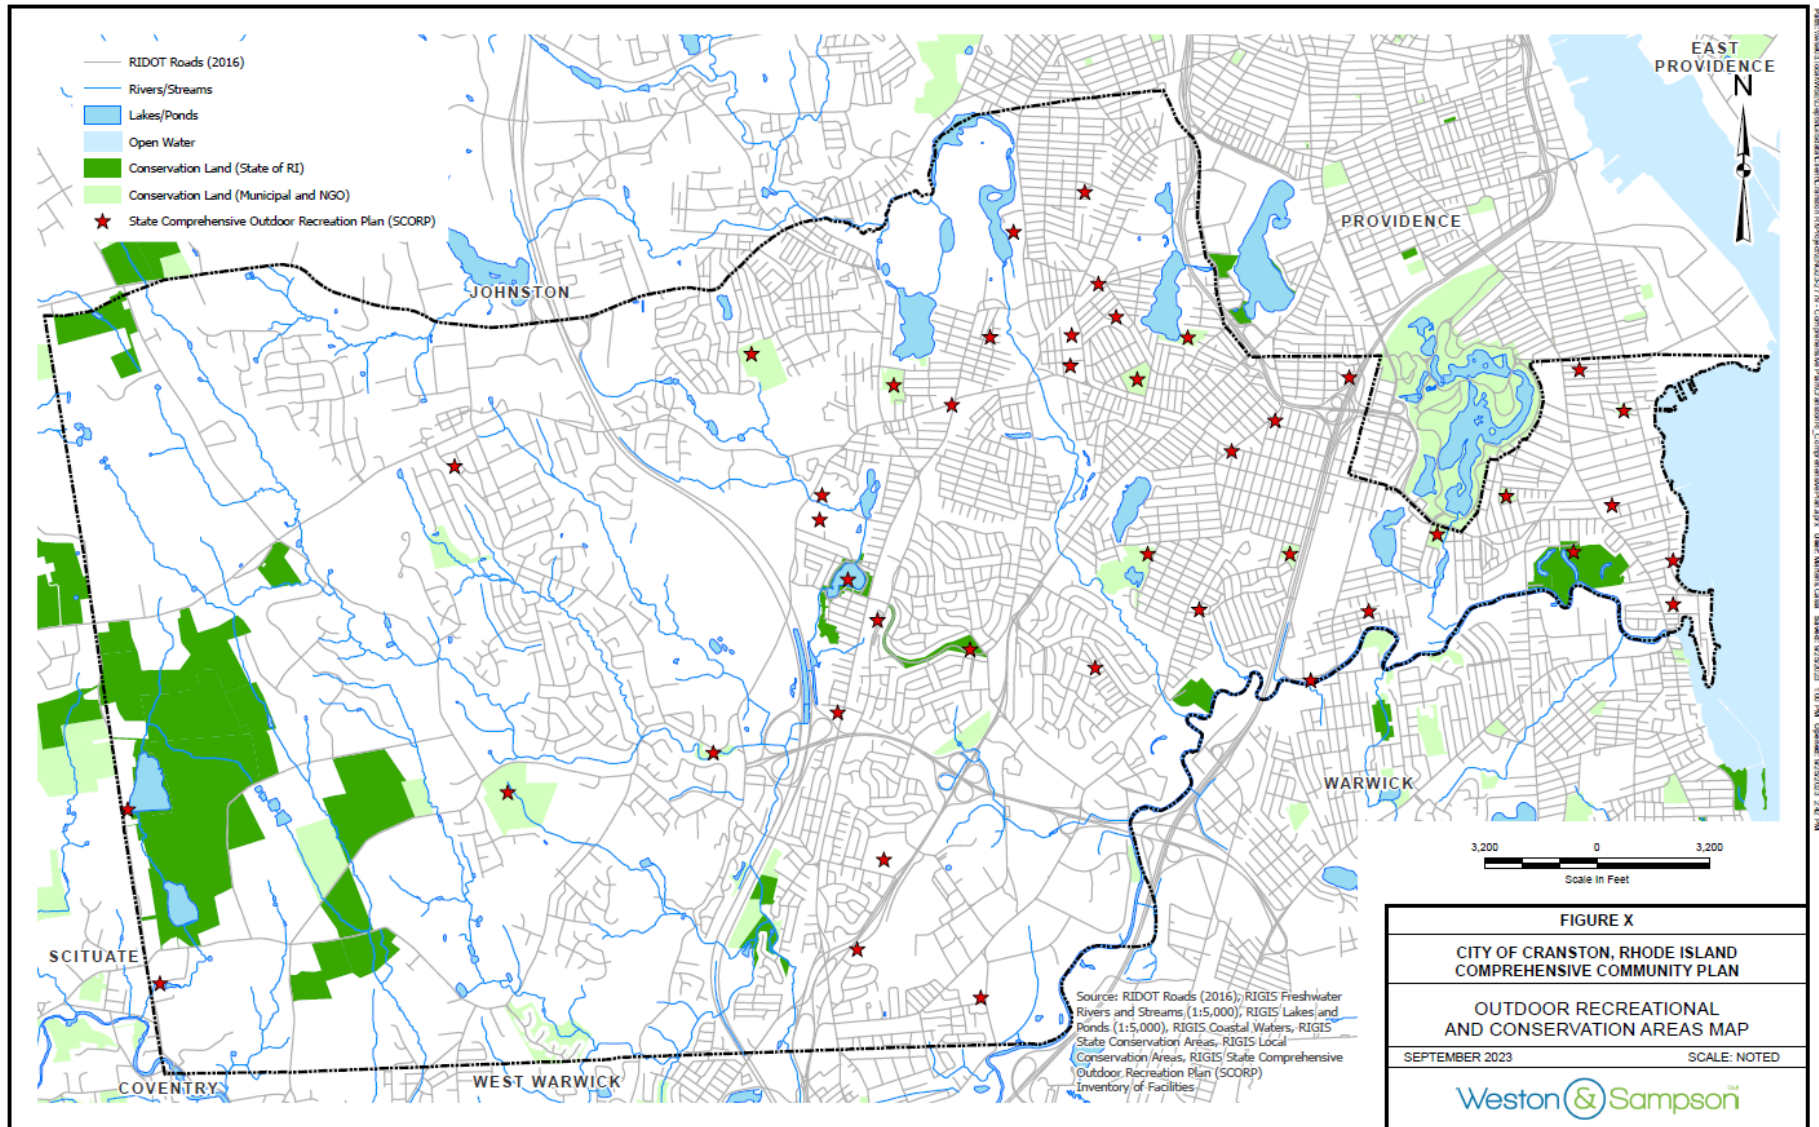 RIDOT Roads (2016)
Rivers/Streams
Lakes/Ponds
Open Water
Conservation Land (State of RI)
Conservation Land (Municipal and NGO)
State Comprehensive Outdoor Recreation Plan (SCORP)
EAST
PROVIDENCE
N
PROVIDENCE
JOHNSTON
WARWICK
SCITUATE
COVENTRY
WEST WARWICK
3,200 0 3,200
Scale In Feet
Source: RIDOT Roads (2016), RIGIS Freshwater
Rivers and Streams (1:5,000), RIGIS Lakes and
Ponds (1:5,000), RIGIS Coastal Waters, RIGIS
State Conservation Areas, RIGIS Local
Conservation Areas, RIGIS State Comprehensive
Outdoor Recreation Plan (SCORP)
Inventory of Facilities
FIGURE X
CITY OF CRANSTON, RHODE ISLAND
COMPREHENSIVE COMMUNITY PLAN
OUTDOOR RECREATIONAL
AND CONSERVATION AREAS MAP
SEPTEMBER 2023 SCALE: NOTED
Weston & Sampson